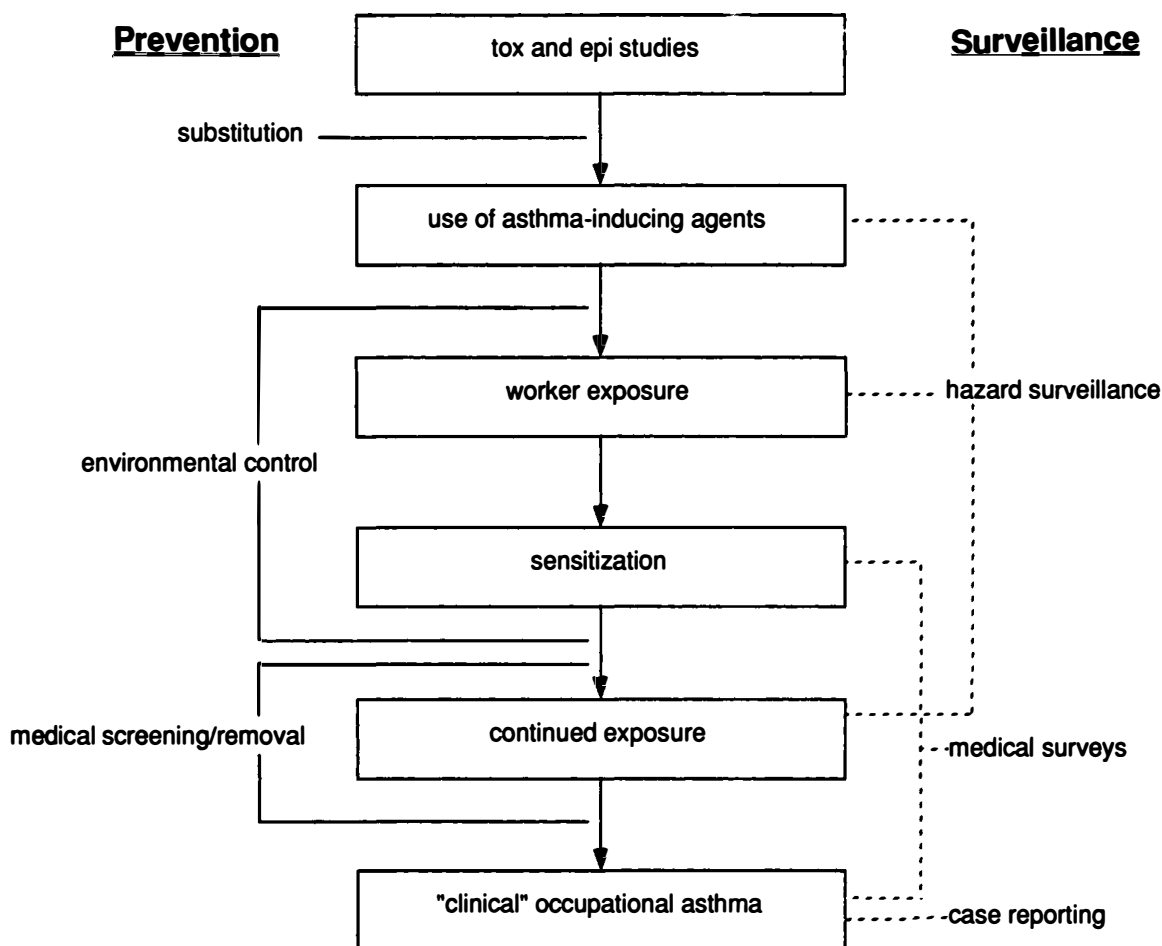 Prevention
tox and epi studies
Surveillance
substitution
use of asthma-inducing agents
worker exposure
hazard surveillance
environmental control
sensitization
medical screening/removal
continued exposure
medical surveys
"clinical" occupational asthma
case reporting